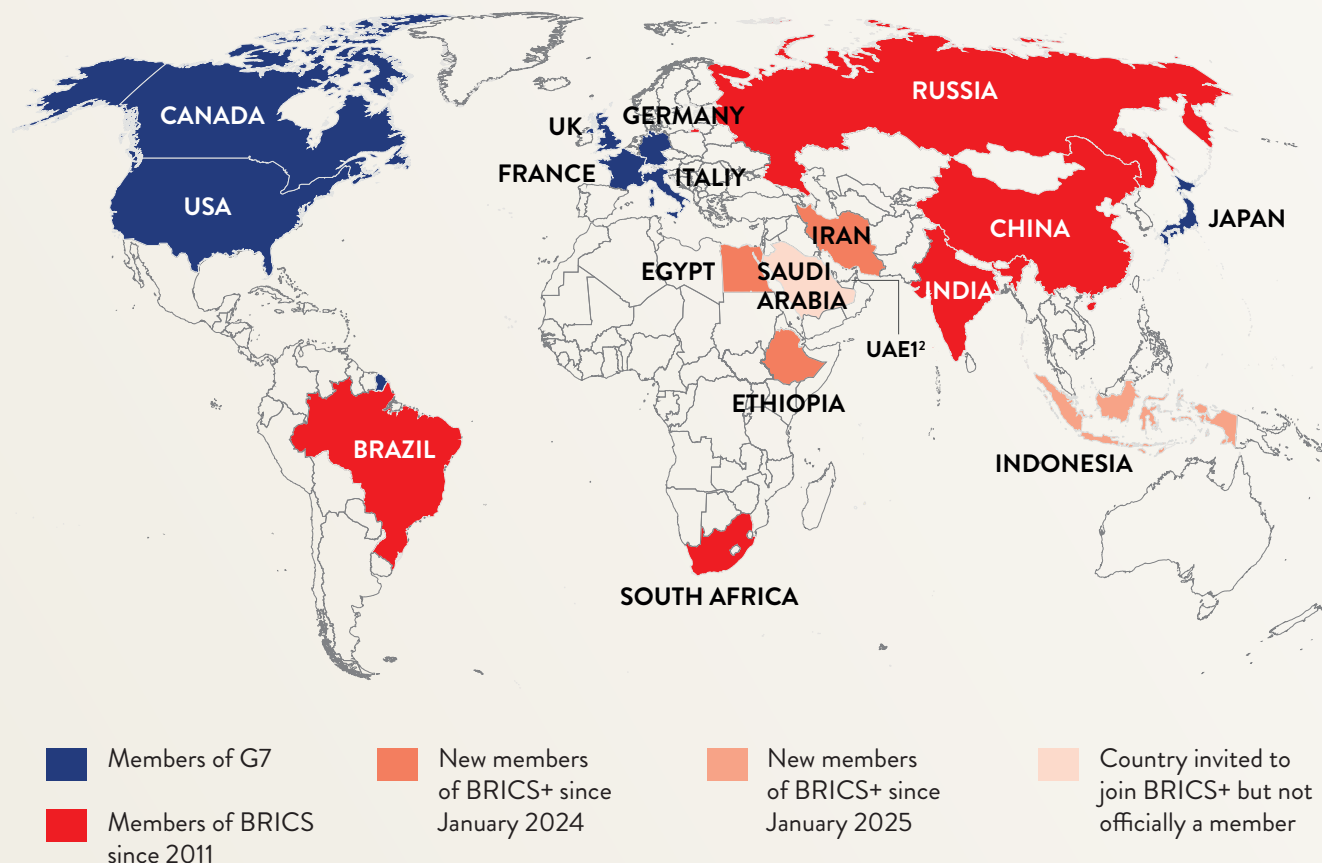 CANADA
USA
UK
GERMANY
FRANCE
ITALIY
RUSSIA
CHINA
JAPAN
IRAN
EGYPT
SAUDI
ARABIA
INDIA
UAE1²
ETHIOPIA
BRAZIL
INDONESIA
SOUTH AFRICA
Members of G7
Members of BRICS
since 2011
New members
of BRICS+ since
January 2024
New members
of BRICS+ since
January 2025
Country invited to
join BRICS+ but not
officially a member